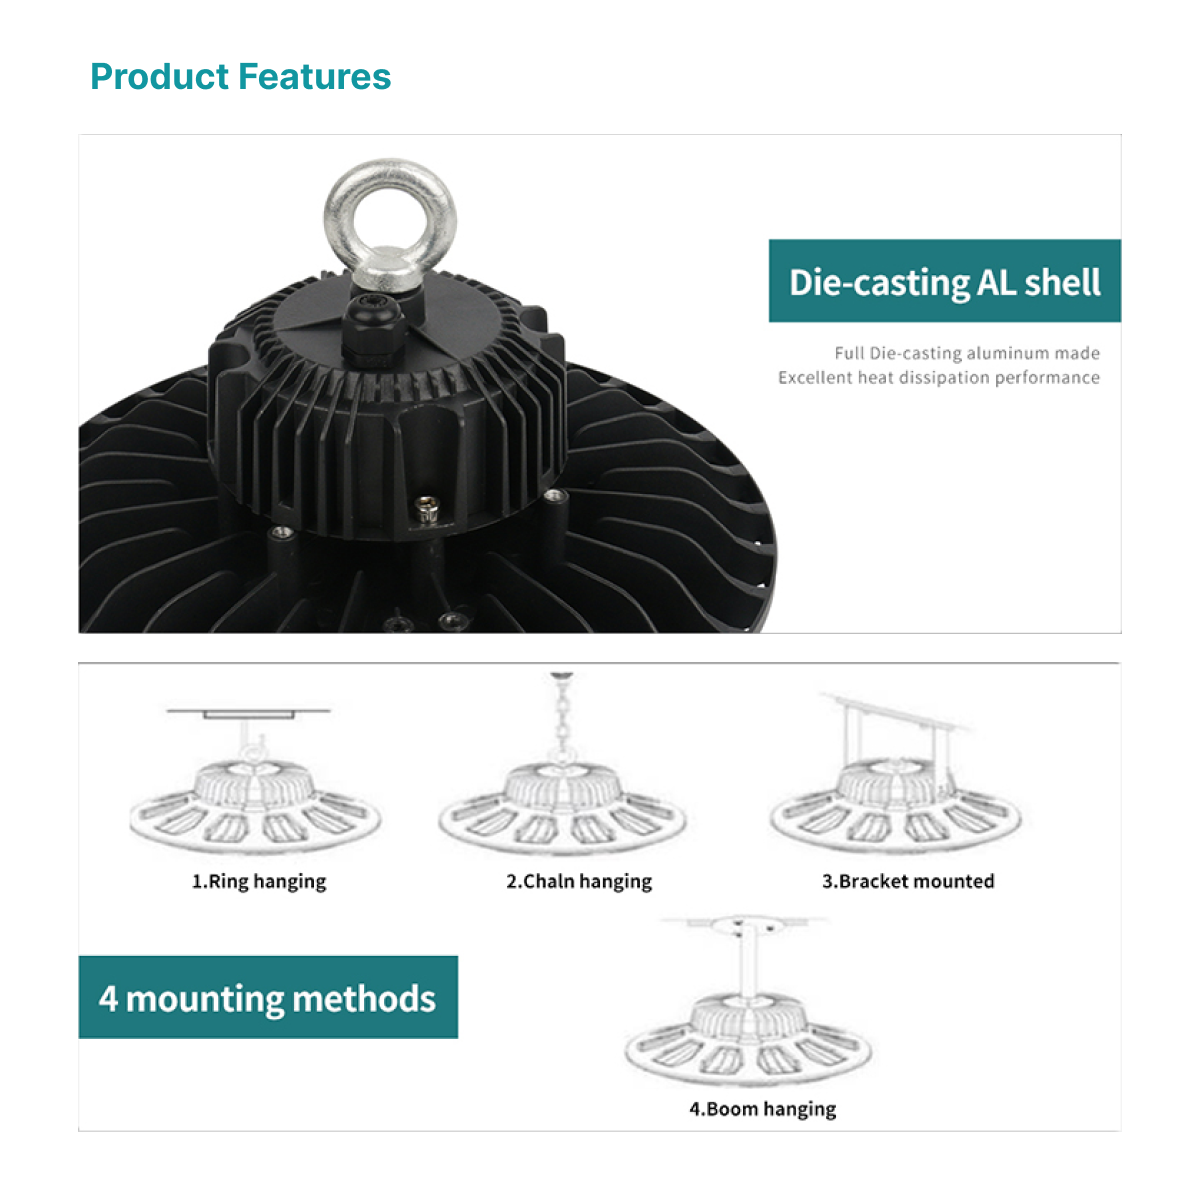 Product Features
Die-casting AL shell
Full Die-casting aluminum made
Excellent heat dissipation performance
1.Ring hanging
2.Chaln hanging
3.Bracket mounted
4 mounting methods
4.Boom hanging